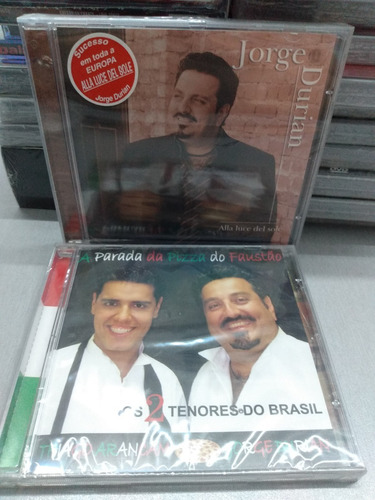 Sucesso
em toda a
EUROPA
ALLA LUCE DEL SOLE
Jorge Durian
Jorge
Durian
Alla luce del sole
A Parada da Pizza do Faustão
OS 2 TENORES DO BRASIL